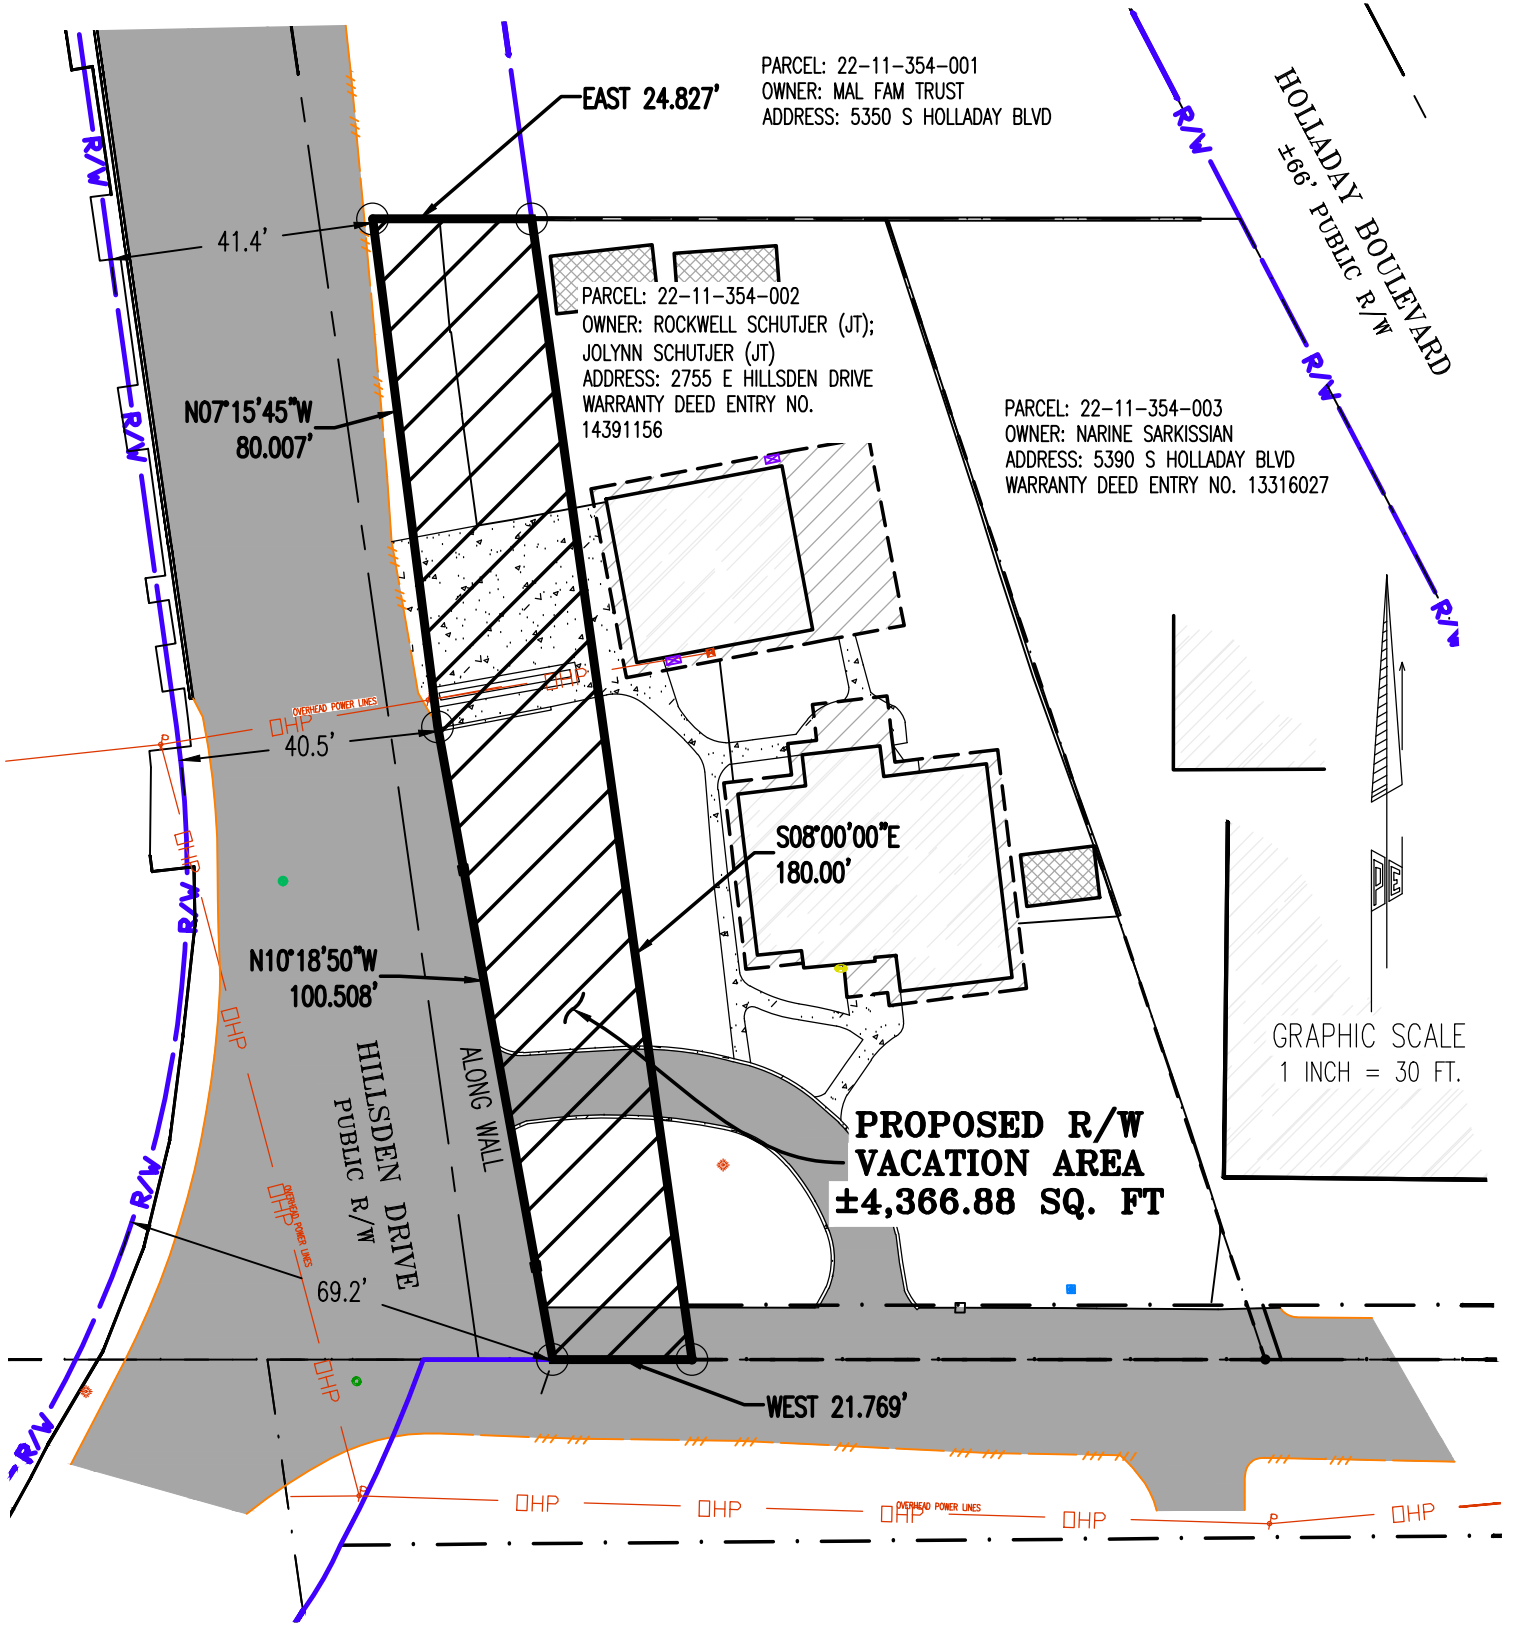 PARCEL: 22-11-354-001
OWNER: MAL FAM TRUST
ADDRESS: 5350 S HOLLADAY BLVD
EAST 24.827'
R/W
R/W
HOLLADAY BOULEVARD
±66' PUBLIC R/W
41.4'
PARCEL: 22-11-354-002
OWNER: ROCKWELL SCHUTJER (JT);
JOLYNN SCHUTJER (JT)
ADDRESS: 2755 E HILLSDEN DRIVE
WARRANTY DEED ENTRY NO.
14391156
R/W
N07°15'45"W
80.007'
R/W
PARCEL: 22-11-354-003
OWNER: NARINE SARKISSIAN
ADDRESS: 5390 S HOLLADAY BLVD
WARRANTY DEED ENTRY NO. 13316027
R/W
OHP
OVERHEAD POWER LINES
OHP
P
40.5'
OHP
S08°00'00"E
180.00'
R/W
PE
N10°18'50"W
100.508'
OHP
GRAPHIC SCALE
1 INCH = 30 FT.
HILLSDEN DRIVE
PUBLIC R/W
ALONG WALL
PROPOSED R/W
VACATION AREA
±4,366.88 SQ. FT
R/W
OHP
OVERHEAD POWER LINES
69.2'
OHP
WEST 21.769'
R/W
P
OHP
OHP
OHP
OVERHEAD POWER LINES
OHP
P
OHP